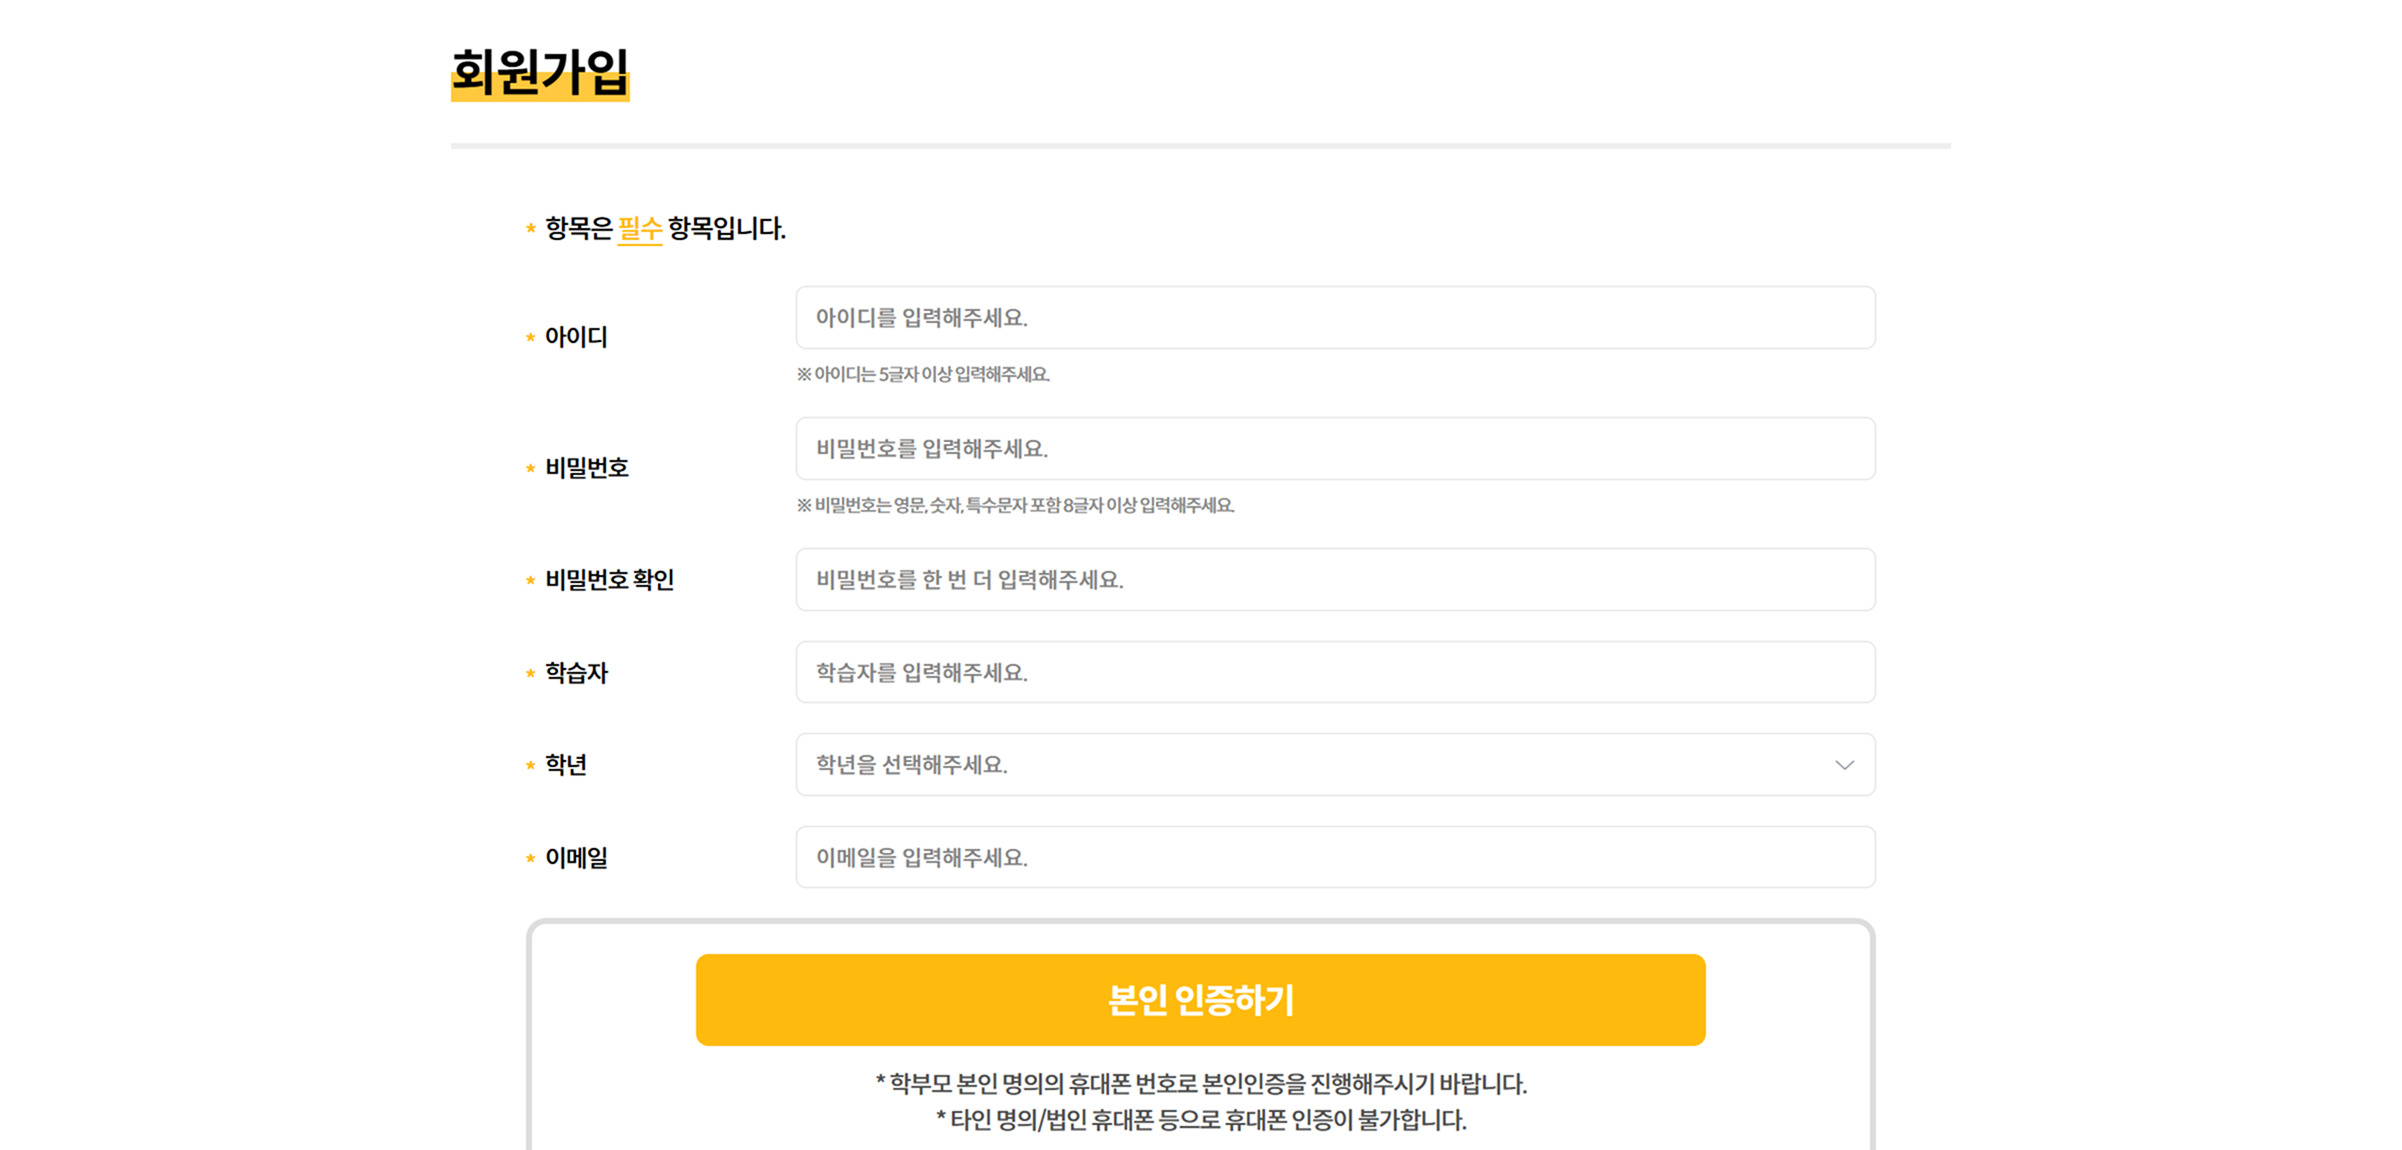 회원가입
* 항목은 필수 항목입니다.
* 아이디
아이디를 입력해주세요.
※ 아이디는 5글자 이상 입력해주세요.
* 비밀번호
비밀번호를 입력해주세요.
※ 비밀번호는 영문, 숫자, 특수문자 포함 8글자 이상 입력해주세요.
* 비밀번호 확인
비밀번호를 한 번 더 입력해주세요.
* 학습자
학습자를 입력해주세요.
* 학년
학년을 선택해주세요.
* 이메일
이메일을 입력해주세요.
본인 인증하기
* 학부모 본인 명의의 휴대폰 번호로 본인인증을 진행해주시기 바랍니다.
* 타인 명의/법인 휴대폰 등으로 휴대폰 인증이 불가합니다.